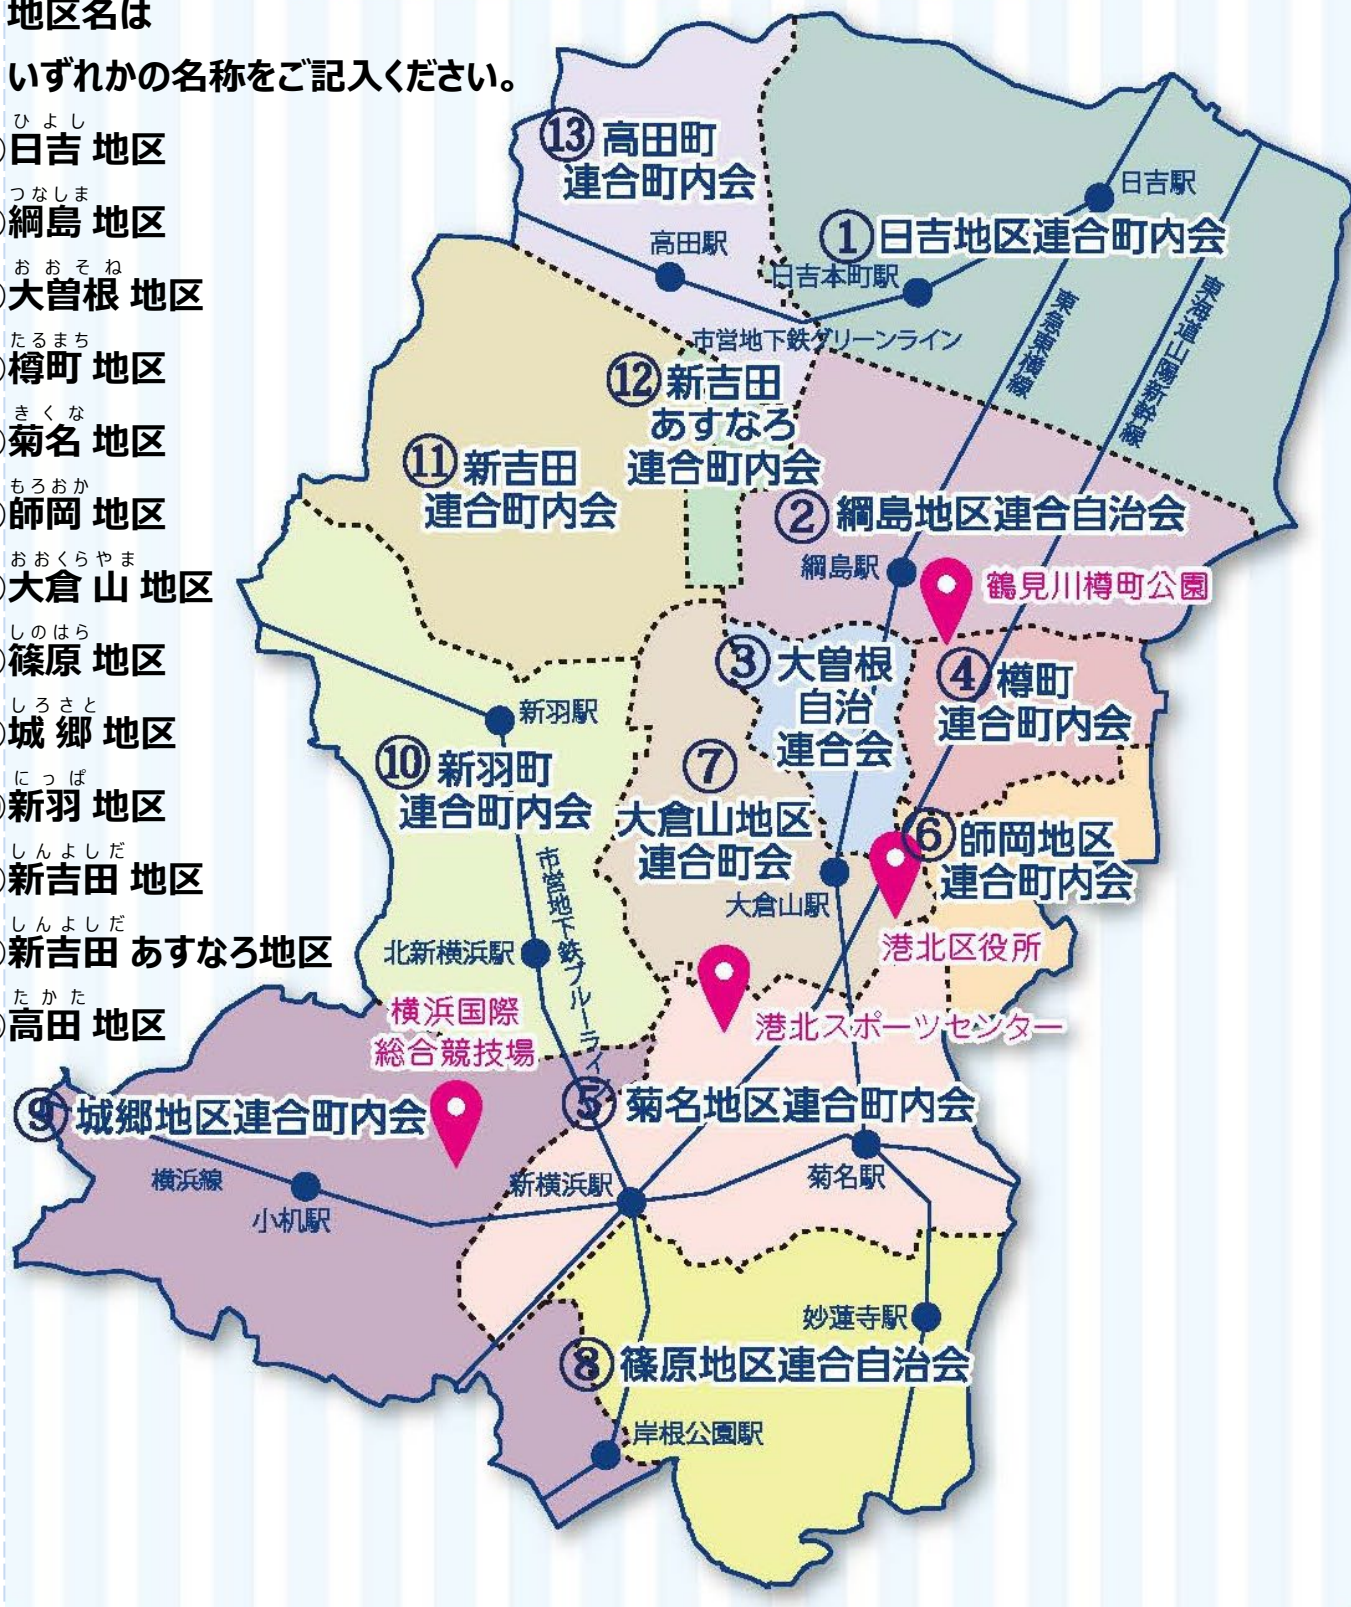 地区名は
いずれかの名称をご記入ください。
ひよし
日吉 地区
つなしま
綱島 地区
おおそね
大曽根 地区
たるまち
樽町 地区
きくな
菊名 地区
もろおか
師岡 地区
おおくらやま
大倉 山 地区
しのはら
篠原 地区
しろさと
城 郷 地区
にっぱ
新羽 地区
しんよしだ
新吉田 地区
しんよしだ
新吉田 あすなろ地区
たかた
高田 地区
⑬ 高田町
連合町内会
日吉駅
① 日吉地区連合町内会
高田駅
日吉本町駅
市営地下鉄グリーンライン
東急東横線
東海道山陽新幹線
⑫ 新吉田
あすなろ
連合町内会
⑪ 新吉田
連合町内会
② 綱島地区連合自治会
綱島駅
鶴見川樽町公園
③ 大曽根
自治
連合会
④ 樽町
連合町内会
新羽駅
⑩ 新羽町
連合町内会
⑦
大倉山地区
連合町会
⑥ 師岡地区
連合町内会
市営地下鉄ブルーライン
大倉山駅
北新横浜駅
港北区役所
横浜国際
総合競技場
港北スポーツセンター
⑨ 城郷地区連合町内会
⑤ 菊名地区連合町内会
横浜線
小机駅
新横浜駅
菊名駅
妙蓮寺駅
⑧ 篠原地区連合自治会
岸根公園駅